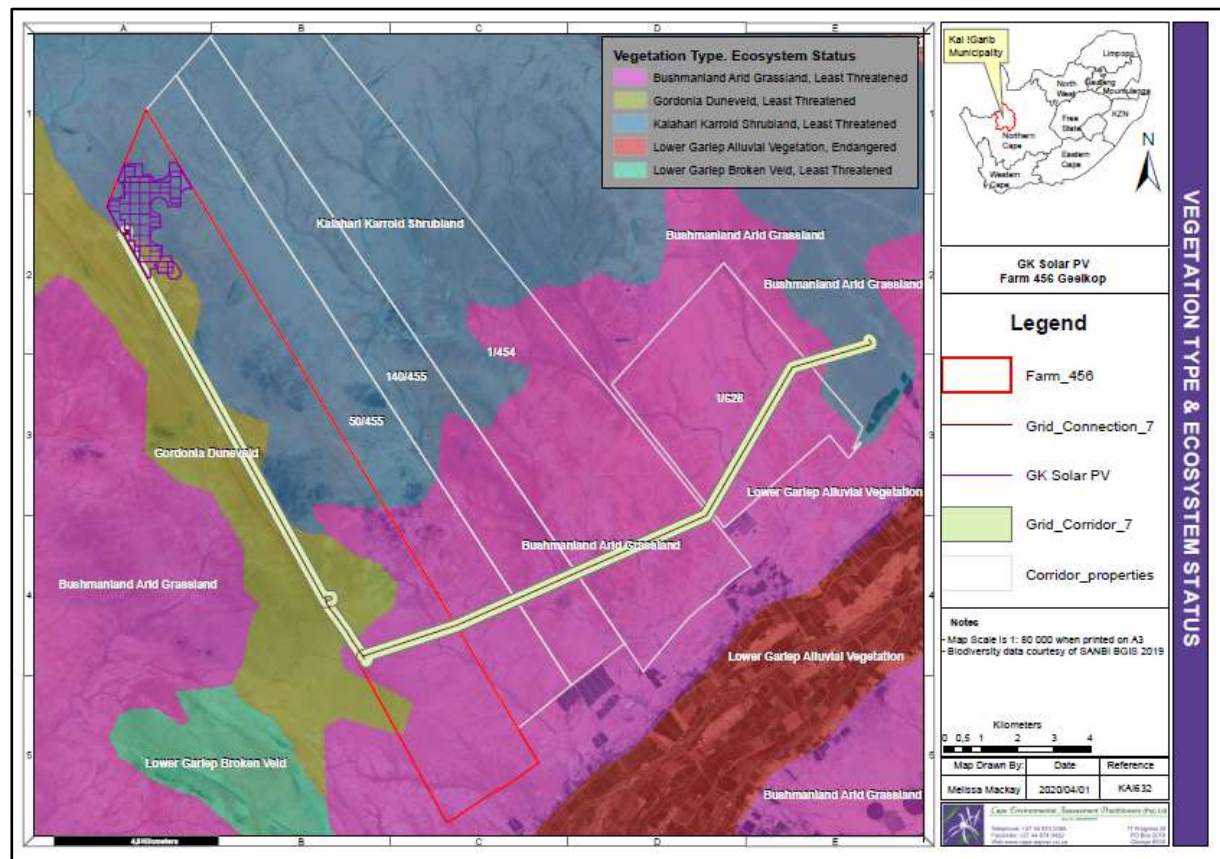 A B C D E
Vegetation Type. Ecosystem Status
Bushmanland Arid Grassland, Least Threatened
Gordonia Duneveld, Least Threatened
Kalahari Karroid Shrubland, Least Threatened
Lower Gariep Alluvial Vegetation, Endangered
Lower Gariep Broken Veld, Least Threatened
1
1
Kalahari Karroid Shrubland
Bushmanland Arid Grassland
2
2
Bushmanland Arid Grassland
1/454
140/455
1/628
50/455
3
3
Gordonia Duneveld
Lower Gariep Alluvial Vegetation
Bushmanland Arid Grassland
Bushmanland Arid Grassland
4
4
Lower Gariep Alluvial Vegetation
Lower Gariep Broken Veld
5
5
Bushmanland Arid Grassland
Kilometers
A B C D E
Kai !Garib
Municipality
Limpopo
North
West
Gauteng
Mpumalanga
Free
State
KZN
Northern
Cape
Eastern
Cape
Western
Cape
N
GK Solar PV
Farm 456 Geelkop
Legend
Farm_456
Grid_Connection_7
GK Solar PV
Grid_Corridor_7
Corridor_properties
Notes
- Map Scale is 1: 80 000 when printed on A3
- Biodiversity data courtesy of SANBI BGIS 2019
Kilometers
0 0,5 1 2 3 4
Map Drawn By: Date Reference
Melissa Mackay 2020/04/01 KAI632
Cape Environmental Assessment Practitioners (Pty) Ltd
VEGETATION TYPE & ECOSYSTEM STATUS